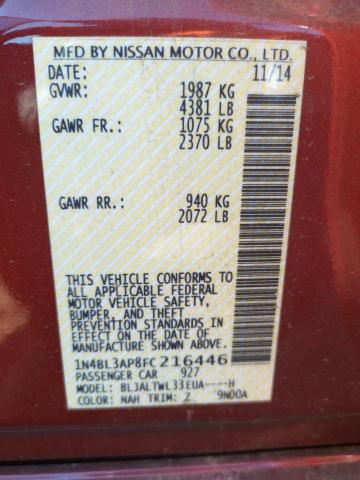 MFD BY NISSAN MOTOR CO., LTD.
DATE: 11/14
GVWR: 1987 KG
4381 LB
GAWR FR.: 1075 KG
2370 LB
GAWR RR.: 940 KG
2072 LB
THIS VEHICLE CONFORMS TO
ALL APPLICABLE FEDERAL
MOTOR VEHICLE SAFETY,
BUMPER, AND THEFT
PREVENTION STANDARDS IN
EFFECT ON THE DATE OF
MANUFACTURE SHOWN ABOVE.
1N4BL3AP8FC216446
PASSENGER CAR 927
MODEL: BL3ALTWL33EUA----H
COLOR: NAH TRIM: Z 9N00A